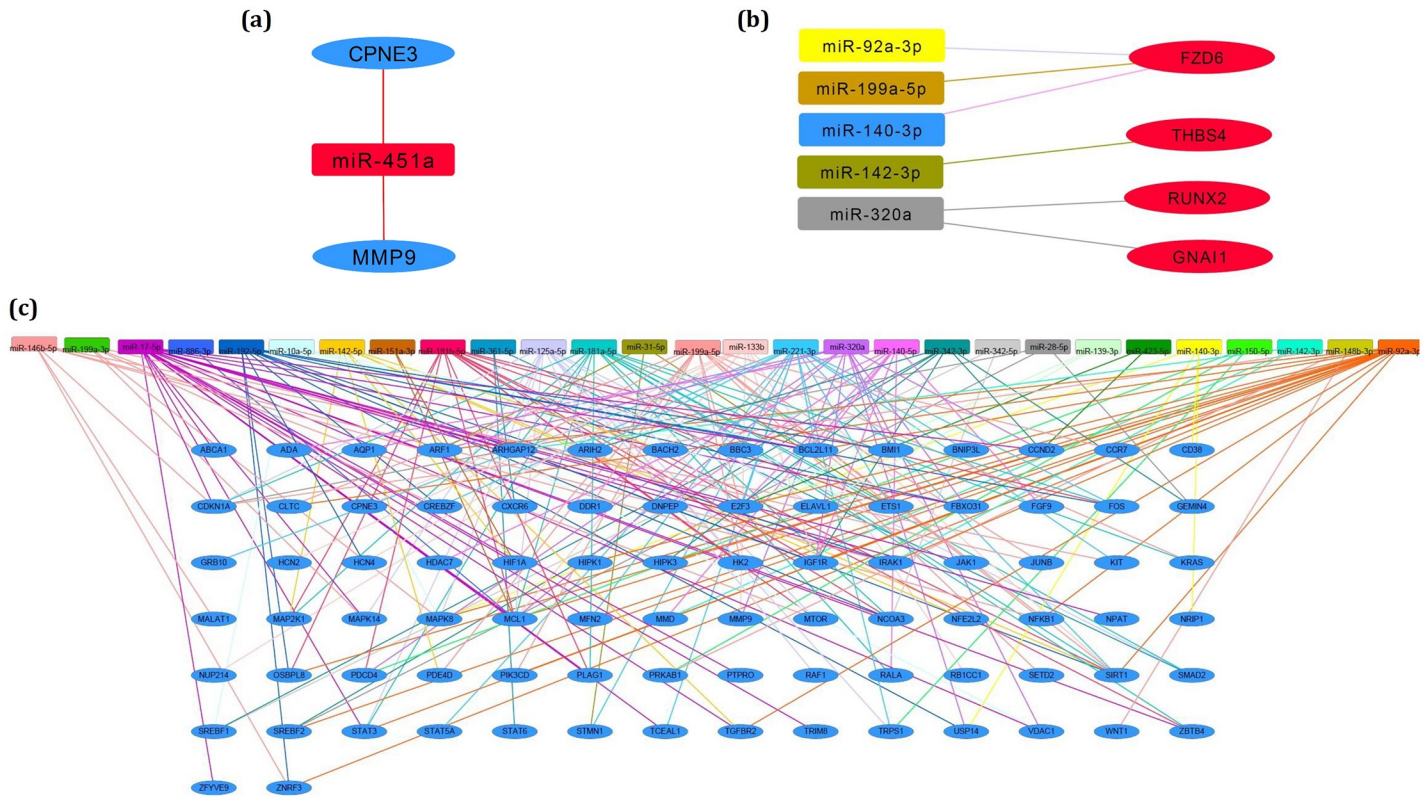 (a)
CPNE3
miR-451a
MMP9
(b)
miR-92a-3p
miR-199a-5p
miR-140-3p
miR-142-3p
miR-320a
FZD6
THBS4
RUNX2
GNAI1
(c)
miR-146b-5p miR-199a-3p miR-17-5p miR-886-3p miR-192-5p miR-10a-5p miR-142-5p miR-151a-3p miR-181b-5p miR-361-5p miR-125a-5p miR-181a-5p miR-31-5p miR-199a-5p miR-133b miR-221-3p miR-320a miR-140-5p miR-342-3p miR-342-5p miR-28-5p miR-139-3p miR-423-5p miR-140-3p miR-150-5p miR-142-3p miR-148b-3p miR-92a-3p
ABCA1 ADA AQP1 ARF1 ARHGAP12 ARIH2 BACH2 BBC3 BCL2L11 BMI1 BNIP3L CCND2 CCR7 CD38
CDKN1A CLTC CPNE3 CREBZF CXCR6 DDR1 DNPEP E2F3 ELAVL1 ETS1 FBXO31 FGF9 FOS GEMIN4
GRB10 HCN2 HCN4 HDAC7 HIF1A HIPK1 HIPK3 HK2 IGF1R IRAK1 JAK1 JUNB KIT KRAS
MALAT1 MAP2K1 MAPK14 MAPK8 MCL1 MFN2 MMD MMP9 MTOR NCOA3 NFE2L2 NFKB1 NPAT NRIP1
NUP214 OSBPL8 PDCD4 PDE4D PIK3CD PLAG1 PRKAB1 PTPRO RAF1 RALA RB1CC1 SETD2 SIRT1 SMAD2
SREBF1 SREBF2 STAT3 STAT5A STAT6 STMN1 TCEAL1 TGFBR2 TRIM8 TRPS1 USP14 VDAC1 WNT1 ZBTB4
ZFYVE9 ZNRF3